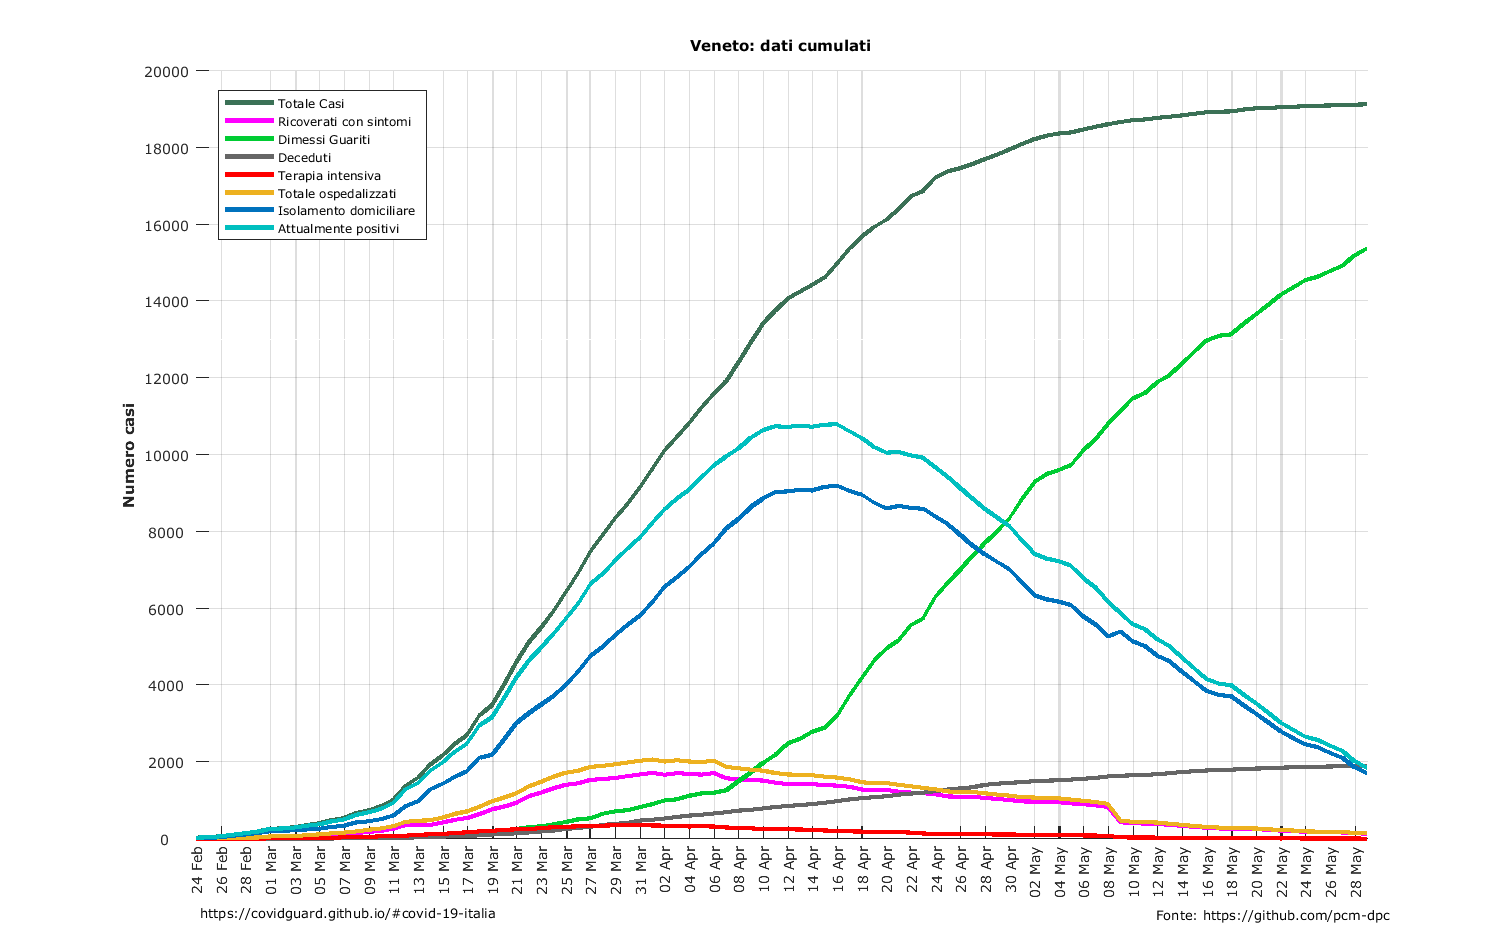 Veneto: dati cumulati
20000
18000
16000
14000
12000
10000
8000
6000
4000
2000
0
Numero casi
Totale Casi
Ricoverati con sintomi
Dimessi Guariti
Deceduti
Terapia intensiva
Totale ospedalizzati
Isolamento domiciliare
Attualmente positivi
24 Feb
26 Feb
28 Feb
01 Mar
03 Mar
05 Mar
07 Mar
09 Mar
11 Mar
13 Mar
15 Mar
17 Mar
19 Mar
21 Mar
23 Mar
25 Mar
27 Mar
29 Mar
31 Mar
02 Apr
04 Apr
06 Apr
08 Apr
10 Apr
12 Apr
14 Apr
16 Apr
18 Apr
20 Apr
22 Apr
24 Apr
26 Apr
28 Apr
30 Apr
02 May
04 May
06 May
08 May
10 May
12 May
14 May
16 May
18 May
20 May
22 May
24 May
26 May
28 May
https://covidguard.github.io/#covid-19-italia
Fonte: https://github.com/pcm-dpc